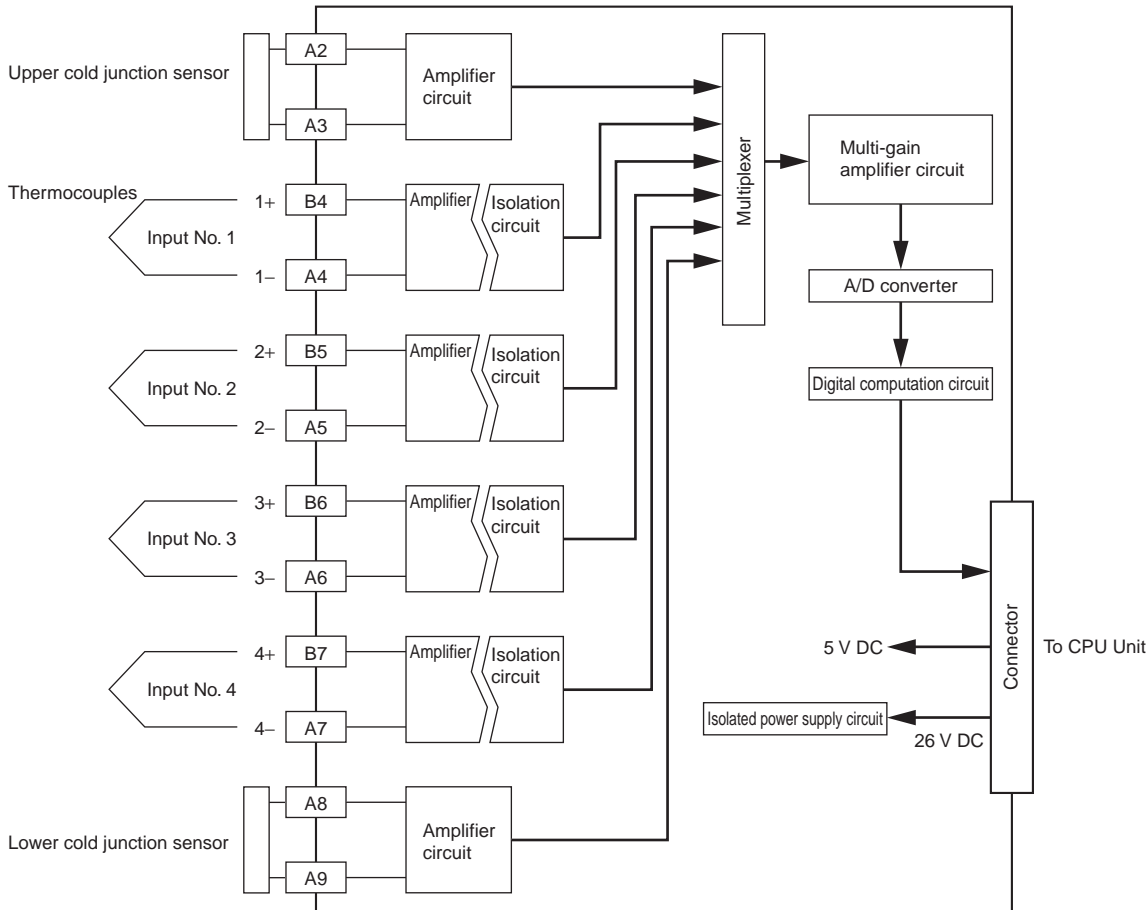 Upper cold junction sensor
A2
A3
Amplifier
circuit
Thermocouples
1+
B4
Input No. 1
1−
A4
Amplifier
Isolation
circuit
2+
B5
Input No. 2
2−
A5
Amplifier
Isolation
circuit
3+
B6
Input No. 3
3−
A6
Amplifier
Isolation
circuit
4+
B7
Input No. 4
4−
A7
Amplifier
Isolation
circuit
Lower cold junction sensor
A8
A9
Amplifier
circuit
Multiplexer
Multi-gain
amplifier circuit
A/D converter
Digital computation circuit
Connector
To CPU Unit
5 V DC
Isolated power supply circuit
26 V DC